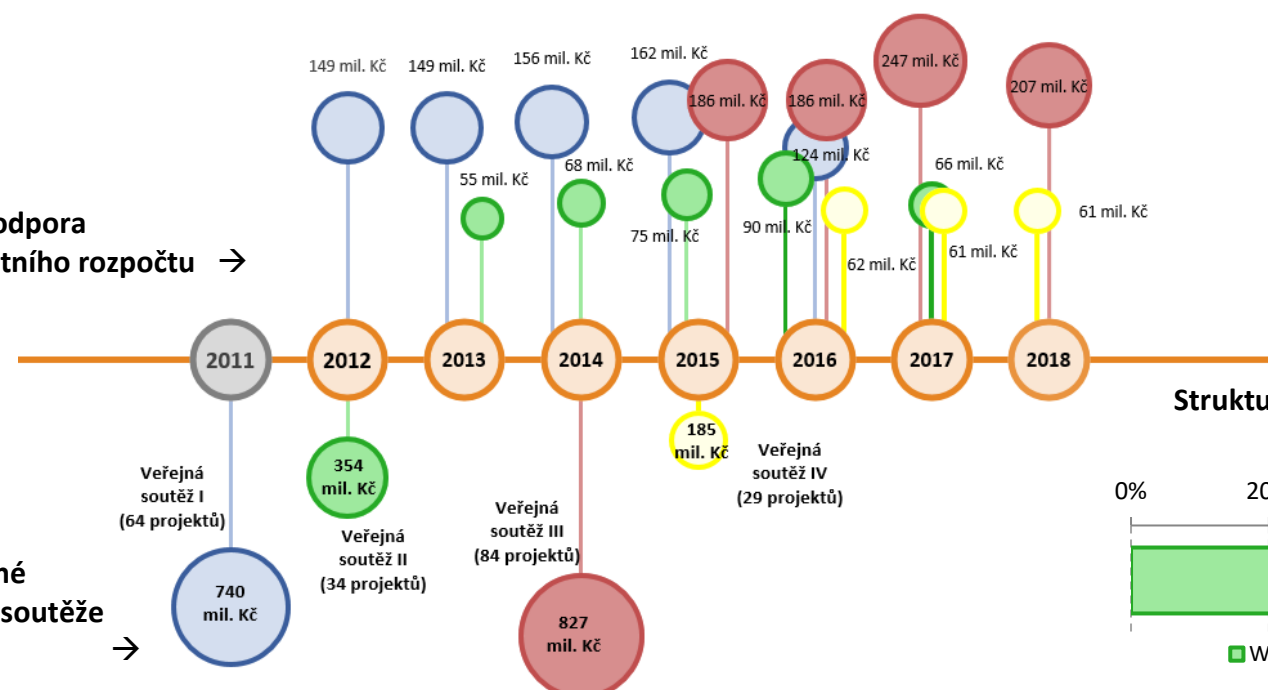 149 mil. Kč
149 mil. Kč
156 mil. Kč
162 mil. Kč
186 mil. Kč
186 mil. Kč
247 mil. Kč
207 mil. Kč
124 mil. Kč
55 mil. Kč
68 mil. Kč
75 mil. Kč
90 mil. Kč
66 mil. Kč
62 mil. Kč
61 mil. Kč
61 mil. Kč
odpora
tního rozpočtu →
2011
2012
2013
2014
2015
2016
2017
2018
Veřejná
soutěž I
(64 projektů)
740
mil. Kč
354
mil. Kč
Veřejná
soutěž II
(34 projektů)
Veřejná
soutěž III
(84 projektů)
827
mil. Kč
185
mil. Kč
Veřejná
soutěž IV
(29 projektů)
né
soutěže
→
Struktu
0%
20
W